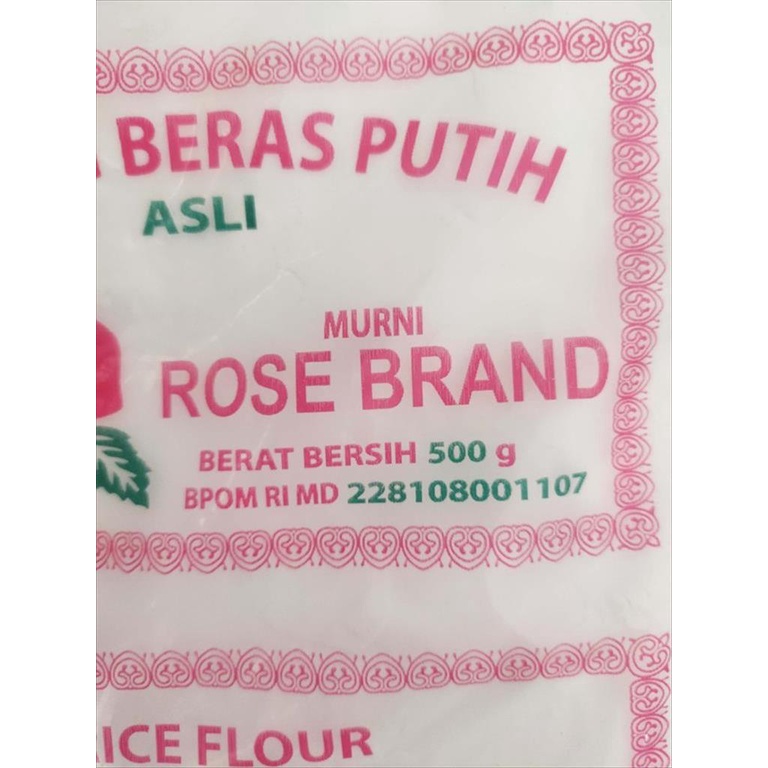 BERAS PUTIH
ASLI
MURNI
ROSE BRAND
BERAT BERSIH 500 g
BPOM RI MD 228108001107
ICE FLOUR